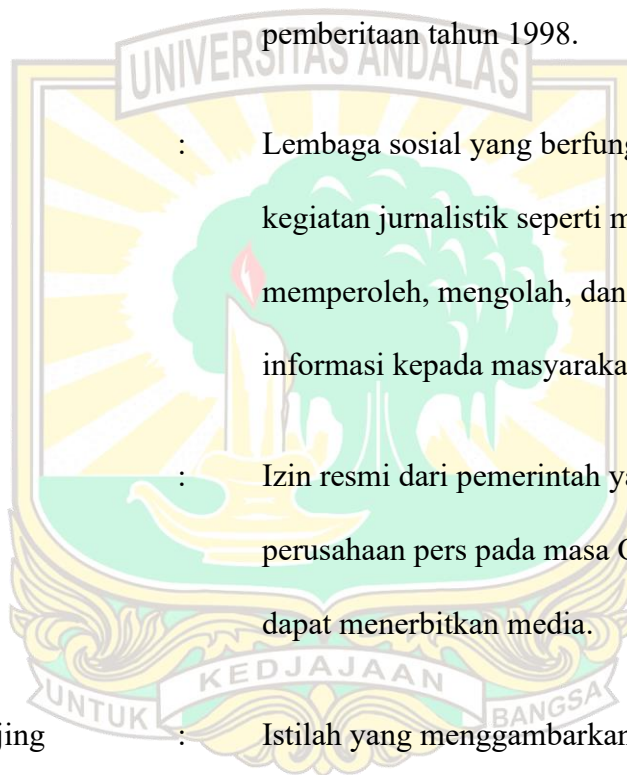 pemberitaan tahun 1998.
UNIVERSITAS ANDALAS
: Lembaga sosial yang berfung
kegiatan jurnalistik seperti m
memperoleh, mengolah, dan
informasi kepada masyaraka
: Izin resmi dari pemerintah ya
perusahaan pers pada masa O
dapat menerbitkan media.
KEDJAJAAN
UNTUK BANGSA
jing : Istilah yang menggambarkan